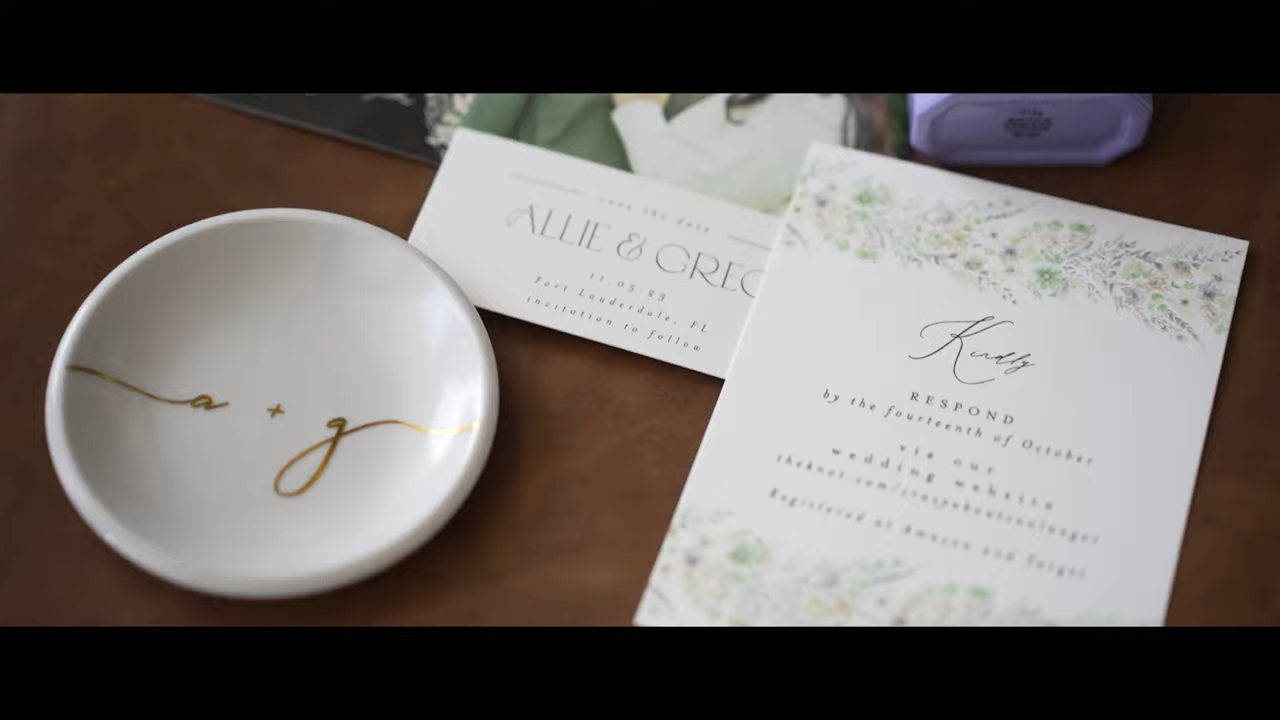 a + g
save the date
ALLIE & GREG
11.05.23
Fort Lauderdale, FL
invitation to follow
Kindly
RESPOND
by the fourteenth of October
via our
wedding website
Registered at Amazon and Target